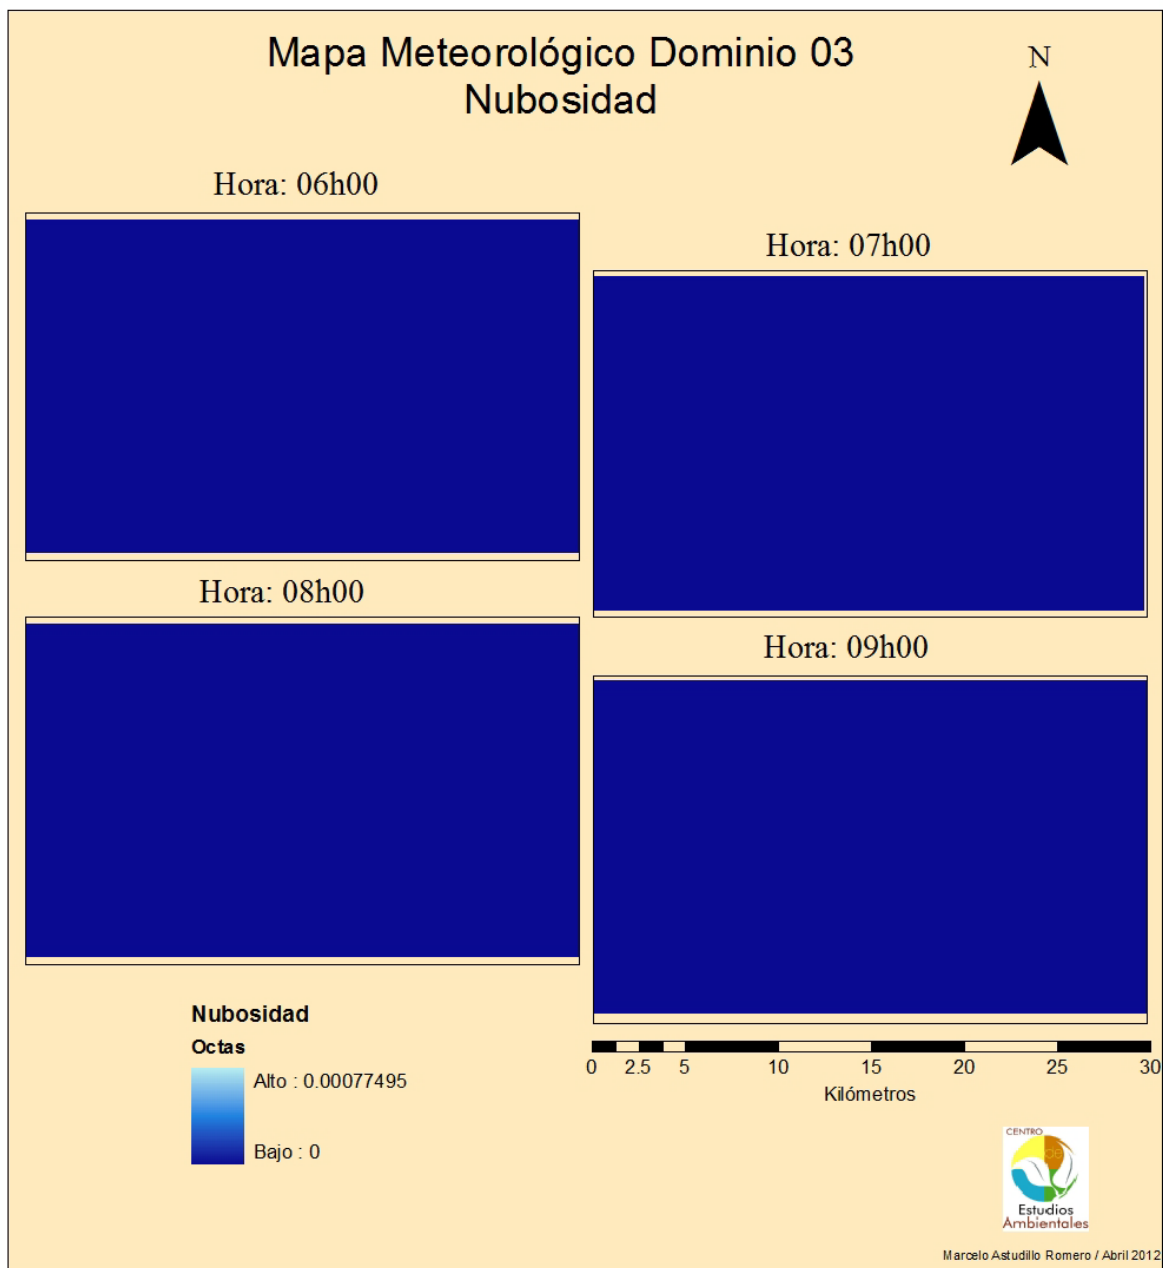 Mapa Meteorológico Dominio 03
Nubosidad
N
Hora: 06h00
Hora: 07h00
Hora: 08h00
Hora: 09h00
Nubosidad
Octas
Alto : 0.00077495
Bajo : 0
0 2.5 5 10 15 20 25 30
Kilómetros
CENTRO
de
Estudios
Ambientales
Marcelo Astudillo Romero / Abril 2012